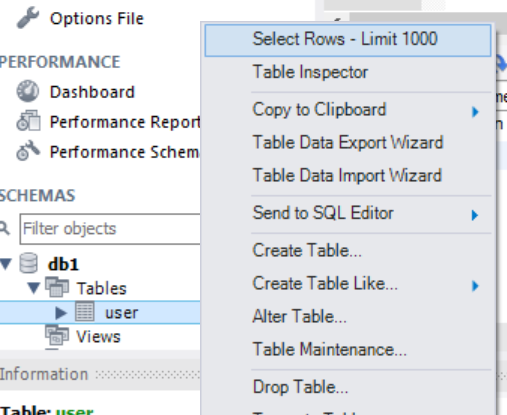 Options File
PERFORMANCE
Dashboard
Performance Report
Performance Schem
SCHEMAS
Filter objects
db1
Tables
user
Views
Information
Table: user
Select Rows - Limit 1000
Table Inspector
Copy to Clipboard
Table Data Export Wizard
Table Data Import Wizard
Send to SQL Editor
Create Table...
Create Table Like...
Alter Table...
Table Maintenance...
Drop Table...